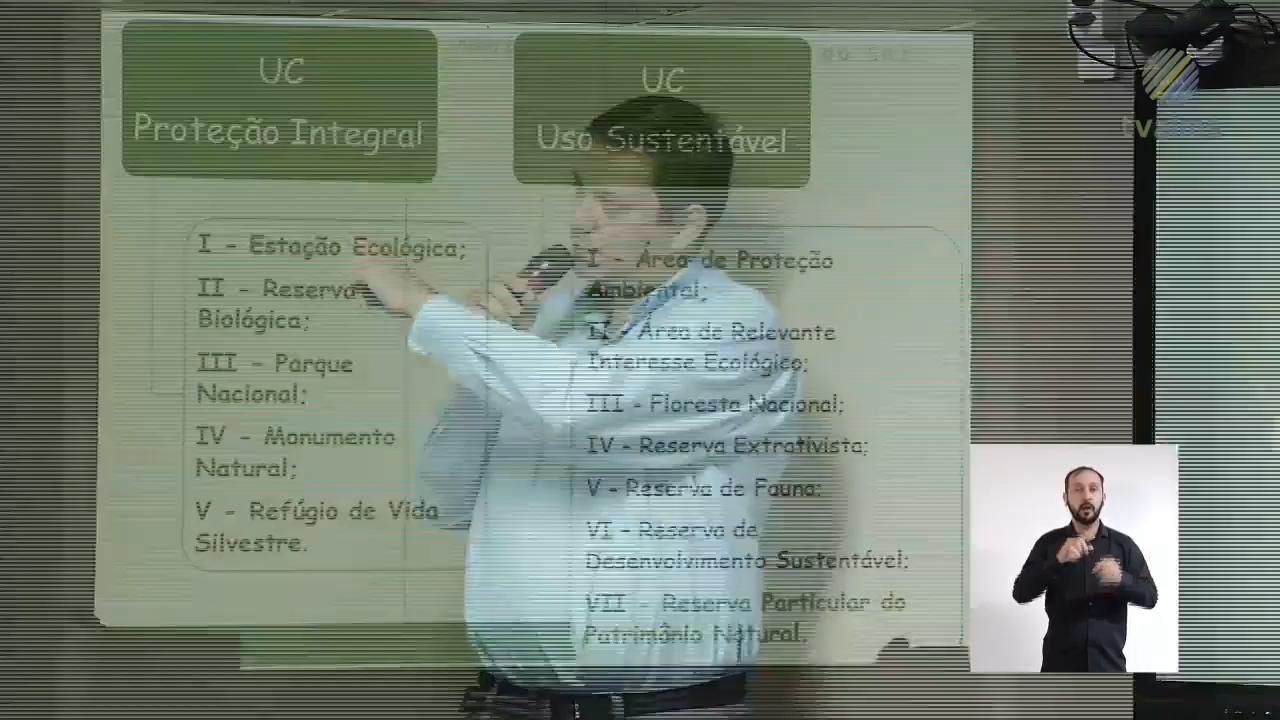 UC
Proteção Integral
I - Estação Ecológica;
II - Reserva
Biológica;
III - Parque
Nacional;
IV - Monumento
Natural;
V - Refúgio de Vida
Silvestre.
UC
Uso Sustentável
I - Área de Proteção
Ambiental;
II - Área de Relevante
Interesse Ecológico;
III - Floresta Nacional;
IV - Reserva Extrativista;
V - Reserva de Fauna;
VI - Reserva de
Desenvolvimento Sustentável;
VII - Reserva Particular do
Patrimônio Natural.